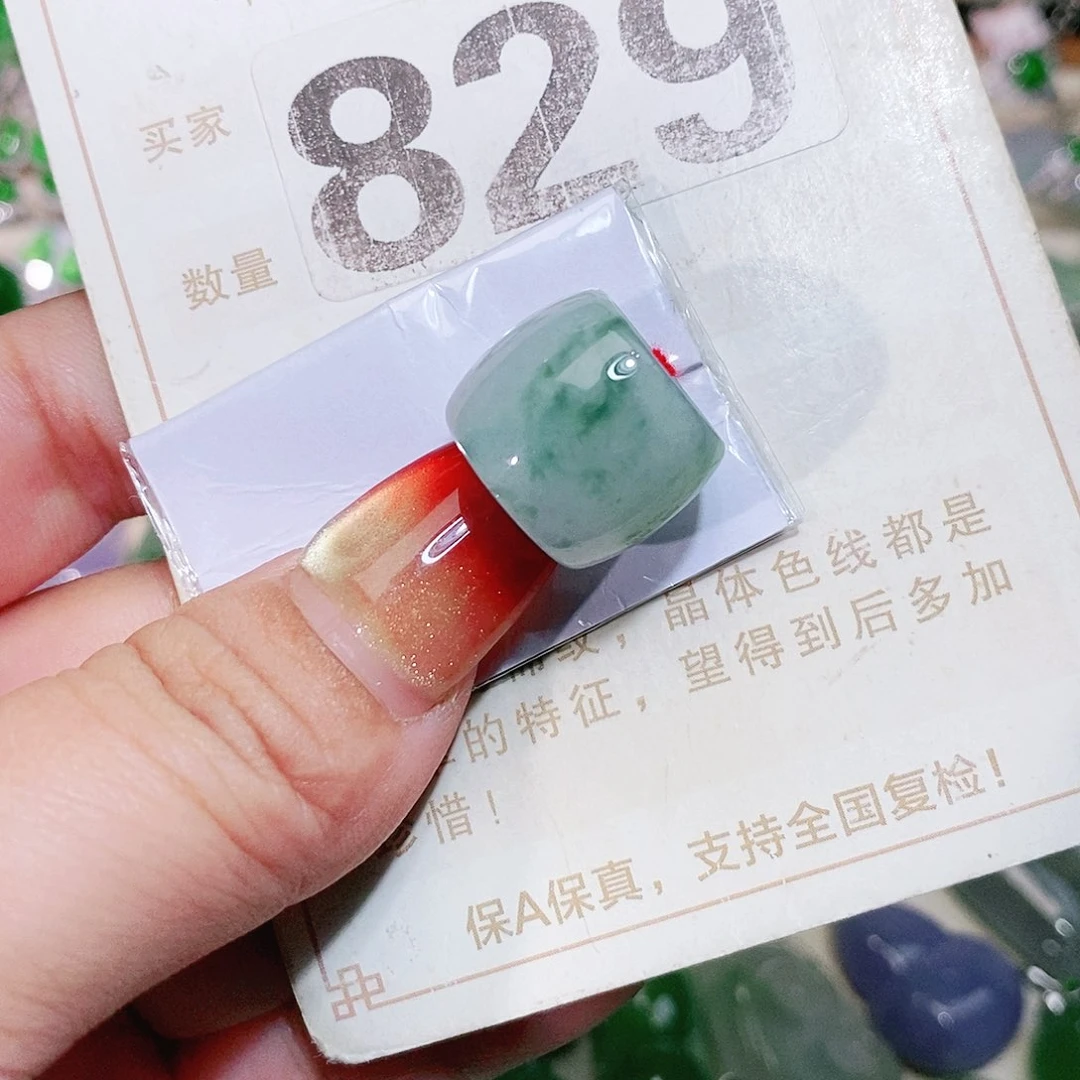 829
买家
数量
纹，晶体色线都是
的特征，望得到后多加
惜！
保A保真，支持全国复检！